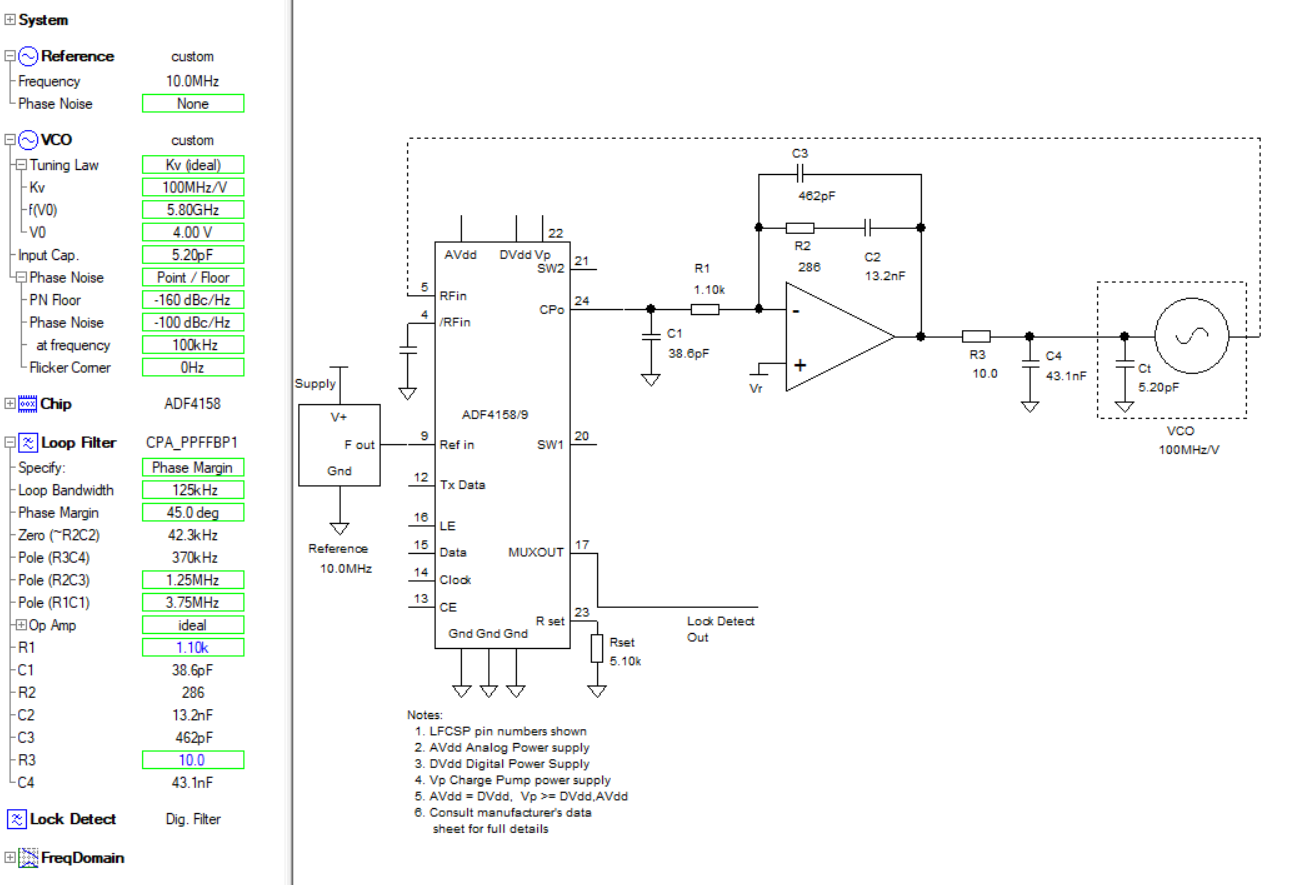 System
Reference custom
Frequency 10.0MHz
Phase Noise None
VCO custom
Tuning Law Kv (ideal)
Kv 100MHz/V
f(V0) 5.80GHz
V0 4.00 V
Input Cap. 5.20pF
Phase Noise Point / Floor
PN Floor -160 dBc/Hz
Phase Noise -100 dBc/Hz
at frequency 100kHz
Flicker Corner 0Hz
Chip ADF4158
Loop Filter CPA_PPFFBP1
Specify: Phase Margin
Loop Bandwidth 125kHz
Phase Margin 45.0 deg
Zero (~R2C2) 42.3kHz
Pole (R3C4) 370kHz
Pole (R2C3) 1.25MHz
Pole (R1C1) 3.75MHz
Op Amp ideal
R1 1.10k
C1 38.6pF
R2 286
C2 13.2nF
C3 462pF
R3 10.0
C4 43.1nF
Lock Detect Dig. Filter
FreqDomain
Supply
V+
F out
Gnd
Reference
10.0MHz
22
AVdd DVdd Vp
SW2 21
5 RFin
CPo 24
4 /RFin
ADF4158/9
9 Ref in
SW1 20
12 Tx Data
16 LE
15 Data
MUXOUT 17
14 Clock
13 CE
R set 23
Gnd Gnd Gnd
Rset
5.10k
Lock Detect
Out
C1
38.6pF
R1
1.10k
C3
462pF
R2
286
C2
13.2nF
-
+
Vr
R3
10.0
C4
43.1nF
Ct
5.20pF
VCO
100MHz/V
Notes:
1. LFCSP pin numbers shown
2. AVdd Analog Power supply
3. DVdd Digital Power Supply
4. Vp Charge Pump power supply
5. AVdd = DVdd, Vp >= DVdd,AVdd
6. Consult manufacturer's data
sheet for full details